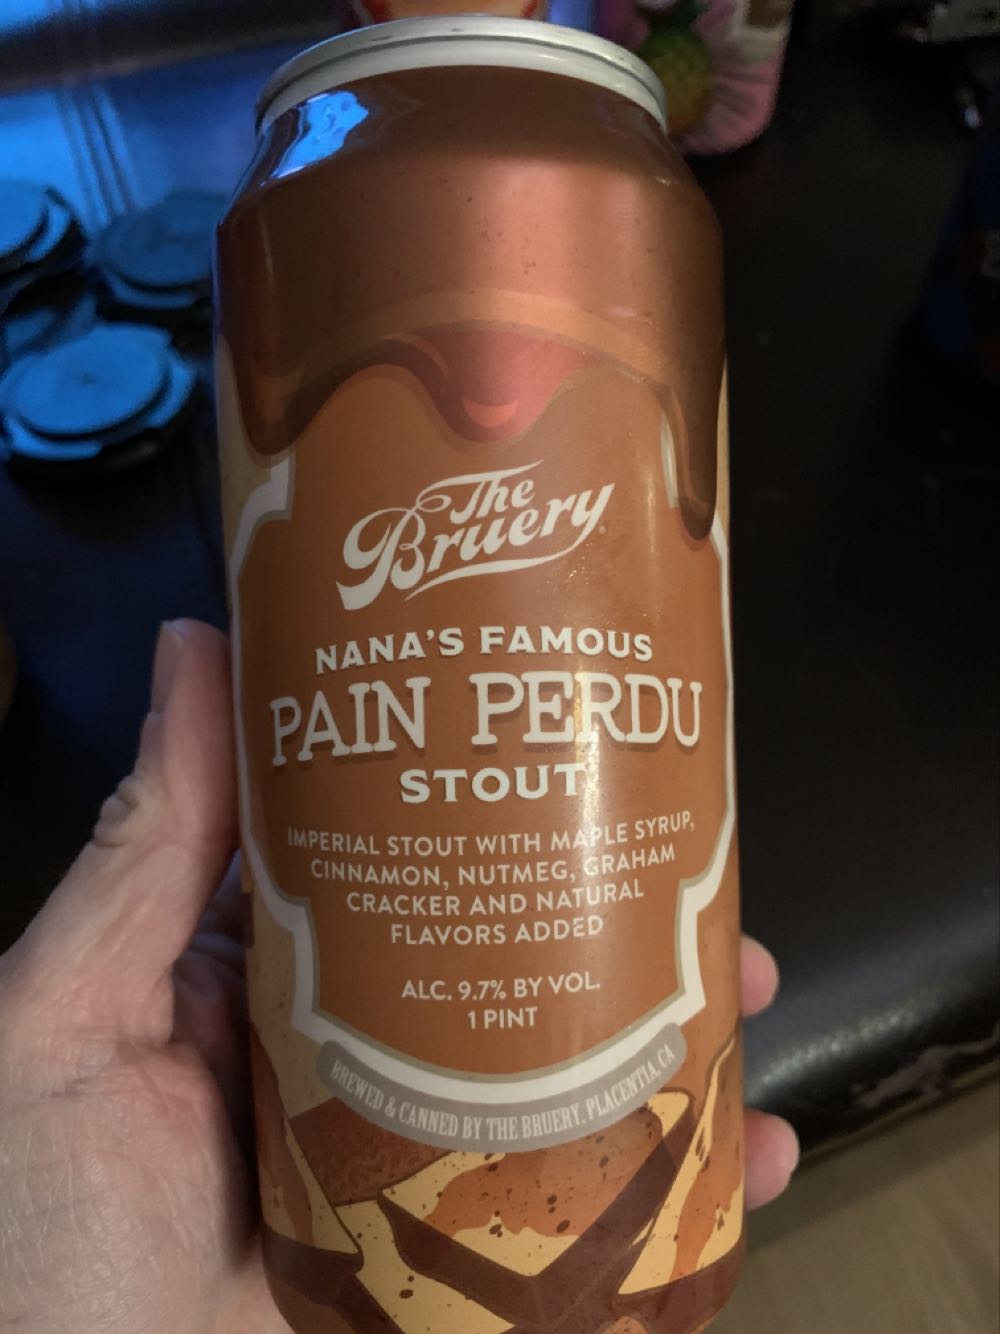 The
Bruery
NANA'S FAMOUS
PAIN PERDU
STOUT
IMPERIAL STOUT WITH MAPLE SYRUP,
CINNAMON, NUTMEG, GRAHAM
CRACKER AND NATURAL
FLAVORS ADDED
ALC. 9.7% BY VOL.
1 PINT
BREWED & CANNED BY THE BRUERY, PLACENTIA, CA